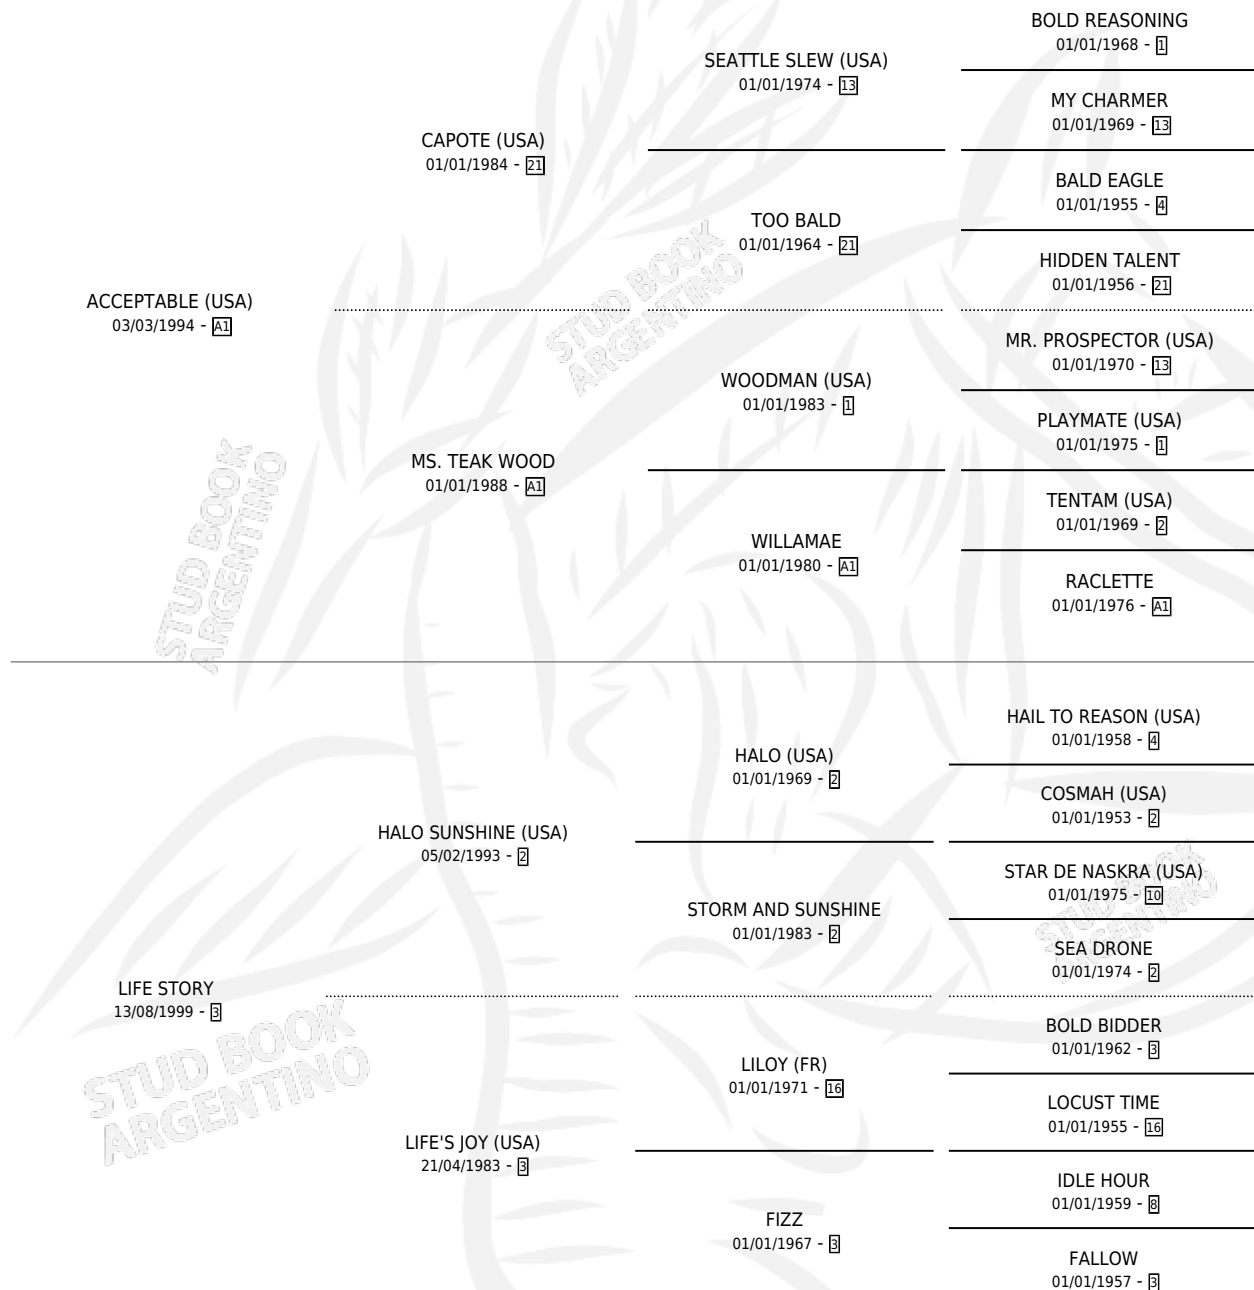 BOLD REASONING
01/01/1968 - 1
SEATTLE SLEW (USA)
01/01/1974 - 13
MY CHARMER
01/01/1969 - 13
CAPOTE (USA)
01/01/1984 - 21
BALD EAGLE
01/01/1955 - 4
TOO BALD
01/01/1964 - 21
HIDDEN TALENT
01/01/1956 - 21
ACCEPTABLE (USA)
03/03/1994 - A1
STUD BOOK
ARGENTINO
MR. PROSPECTOR (USA)
01/01/1970 - 13
WOODMAN (USA)
01/01/1983 - 1
PLAYMATE (USA)
01/01/1975 - 1
MS. TEAK WOOD
01/01/1988 - A1
STUD BOOK
ARGENTINO
TENTAM (USA)
01/01/1969 - 2
WILLAMAE
01/01/1980 - A1
RACLETTE
01/01/1976 - A1
HAIL TO REASON (USA)
01/01/1958 - 4
HALO (USA)
01/01/1969 - 2
COSMAH (USA)
01/01/1953 - 2
HALO SUNSHINE (USA)
05/02/1993 - 2
STAR DE NASKRA (USA)
01/01/1975 - 10
STUD BOOK
ARGENTINO
STORM AND SUNSHINE
01/01/1983 - 2
SEA DRONE
01/01/1974 - 2
LIFE STORY
13/08/1999 - 3
STUD BOOK
ARGENTINO
BOLD BIDDER
01/01/1962 - 3
LILOY (FR)
01/01/1971 - 16
LOCUST TIME
01/01/1955 - 16
LIFE'S JOY (USA)
21/04/1983 - 3
IDLE HOUR
01/01/1959 - 8
FIZZ
01/01/1967 - 3
FALLOW
01/01/1957 - 3